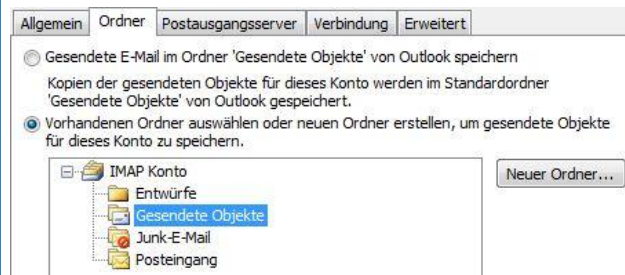 Allgemein Ordner Postausgangsserver Verbindung Erweitert
Gesendete E-Mail im Ordner 'Gesendete Objekte' von Outlook speichern
Kopien der gesendeten Objekte für dieses Konto werden im Standardordner
'Gesendete Objekte' von Outlook gespeichert.
Vorhandenen Ordner auswählen oder neuen Ordner erstellen, um gesendete Objekte
für dieses Konto zu speichern.
IMAP Konto
Neuer Ordner...
Entwürfe
Gesendete Objekte
Junk-E-Mail
Posteingang